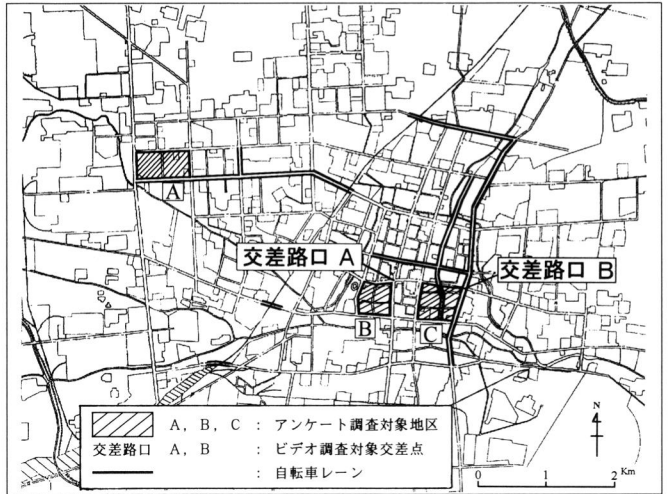 A
交差路口 A
交差路口 B
B
C
A, B, C : アンケート調査対象地区
交差路口 A, B : ビデオ調査対象交差点
: 自転車レーン
N
0 1 2 Km